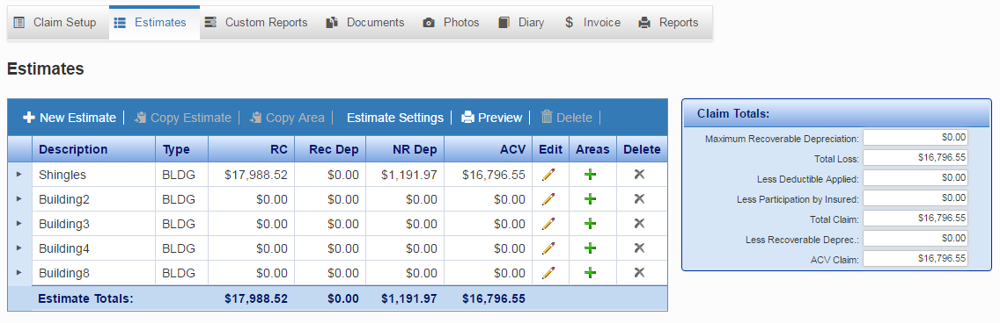 Claim Setup Estimates Custom Reports Documents Photos Diary $ Invoice Reports
Estimates
New Estimate Copy Estimate Copy Area Estimate Settings Preview Delete
Description Type RC Rec Dep NR Dep ACV Edit Areas Delete
Shingles BLDG $17,988.52 $0.00 $1,191.97 $16,796.55
Building2 BLDG $0.00 $0.00 $0.00 $0.00
Building3 BLDG $0.00 $0.00 $0.00 $0.00
Building4 BLDG $0.00 $0.00 $0.00 $0.00
Building8 BLDG $0.00 $0.00 $0.00 $0.00
Estimate Totals: $17,988.52 $0.00 $1,191.97 $16,796.55
Claim Totals:
Maximum Recoverable Depreciation: $0.00
Total Loss: $16,796.55
Less Deductible Applied: $0.00
Less Participation by Insured: $0.00
Total Claim: $16,796.55
Less Recoverable Deprec.: $0.00
ACV Claim: $16,796.55